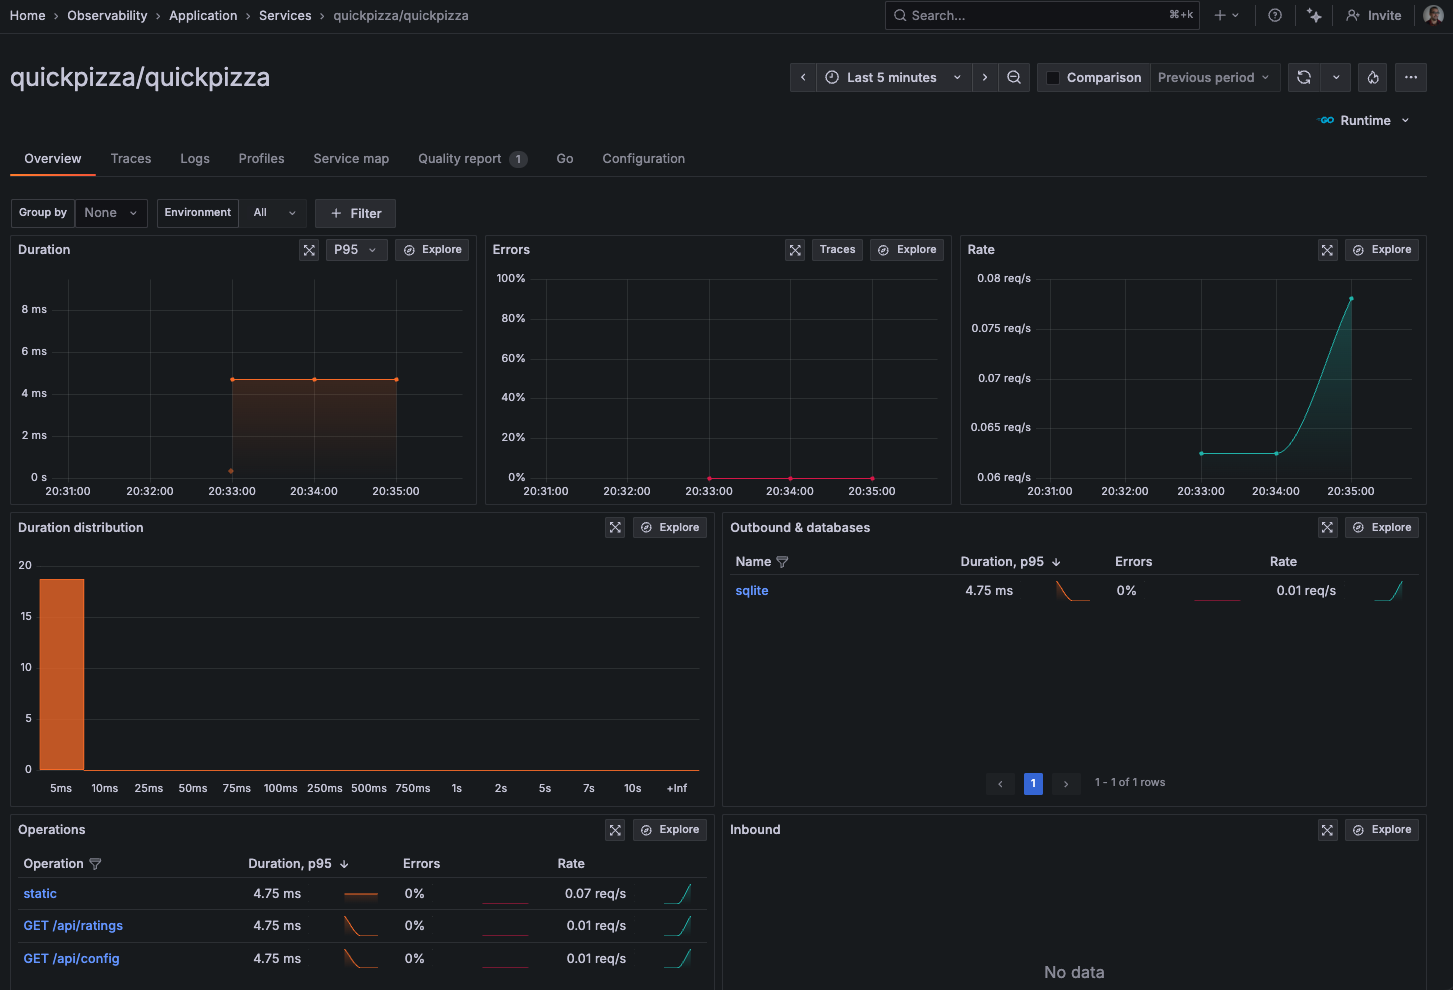 Home › Observability › Application › Services › quickpizza/quickpizza
Search... ⌘+k
Invite
quickpizza/quickpizza
Last 5 minutes
Comparison Previous period
GO Runtime
Overview Traces Logs Profiles Service map Quality report 1 Go Configuration
Group by None Environment All + Filter
Duration P95 Explore
8 ms
6 ms
4 ms
2 ms
0 s
20:31:00 20:32:00 20:33:00 20:34:00 20:35:00
Errors Traces Explore
100%
80%
60%
40%
20%
0%
20:31:00 20:32:00 20:33:00 20:34:00 20:35:00
Rate Explore
0.08 req/s
0.075 req/s
0.07 req/s
0.065 req/s
0.06 req/s
20:31:00 20:32:00 20:33:00 20:34:00 20:35:00
Duration distribution Explore
20
15
10
5
0
5ms 10ms 25ms 50ms 75ms 100ms 250ms 500ms 750ms 1s 2s 5s 7s 10s +Inf
Outbound & databases Explore
Name Duration, p95 ↓ Errors Rate
sqlite 4.75 ms 0% 0.01 req/s
‹ 1 › 1 - 1 of 1 rows
Operations Explore
Operation Duration, p95 ↓ Errors Rate
static 4.75 ms 0% 0.07 req/s
GET /api/ratings 4.75 ms 0% 0.01 req/s
GET /api/config 4.75 ms 0% 0.01 req/s
Inbound Explore
No data